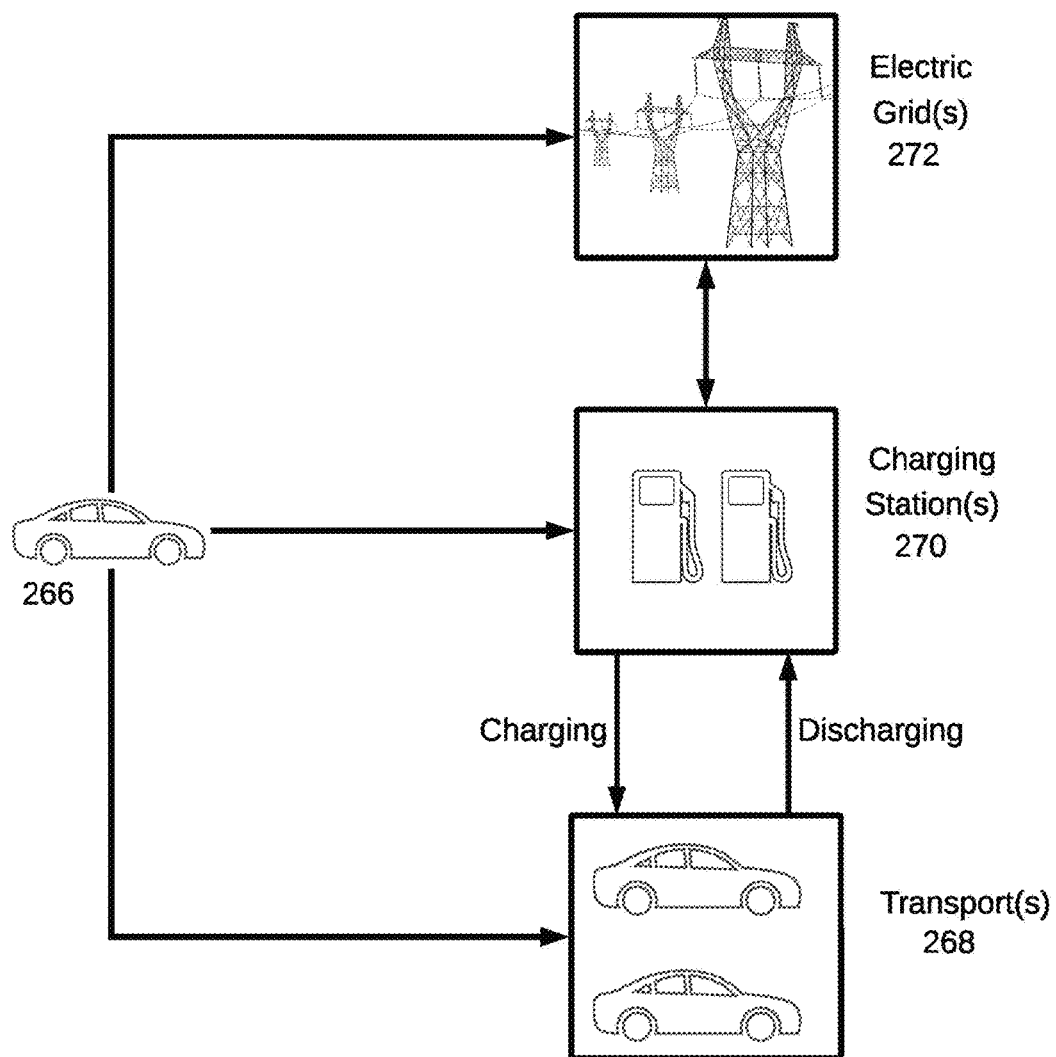 Electric
Grid(s)
272
Charging
Station(s)
270
266
Charging
Discharging
Transport(s)
268